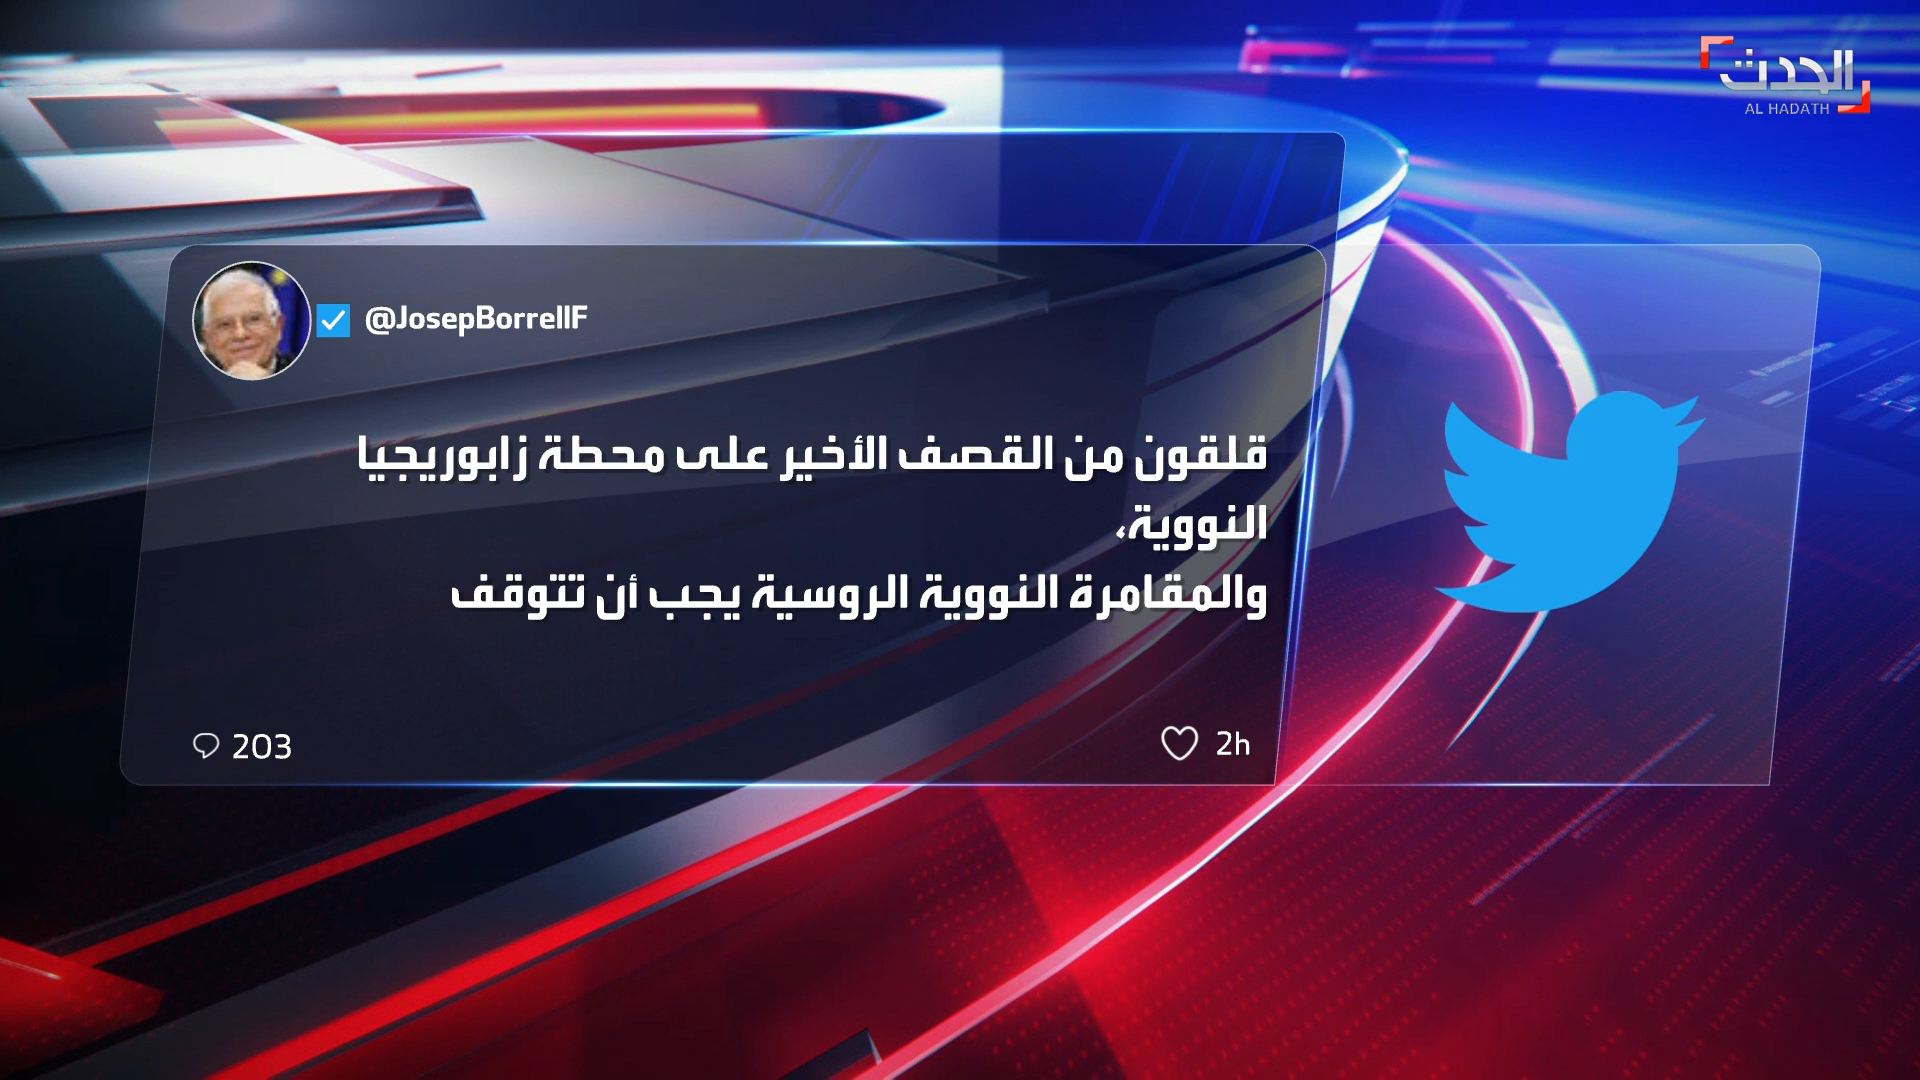 الحدث
AL HADATH
@JosepBorrellF
قلقون من القصف الأخير على محطة زابوريجيا
النووية،
والمقامرة النووية الروسية يجب أن تتوقف
203
2h